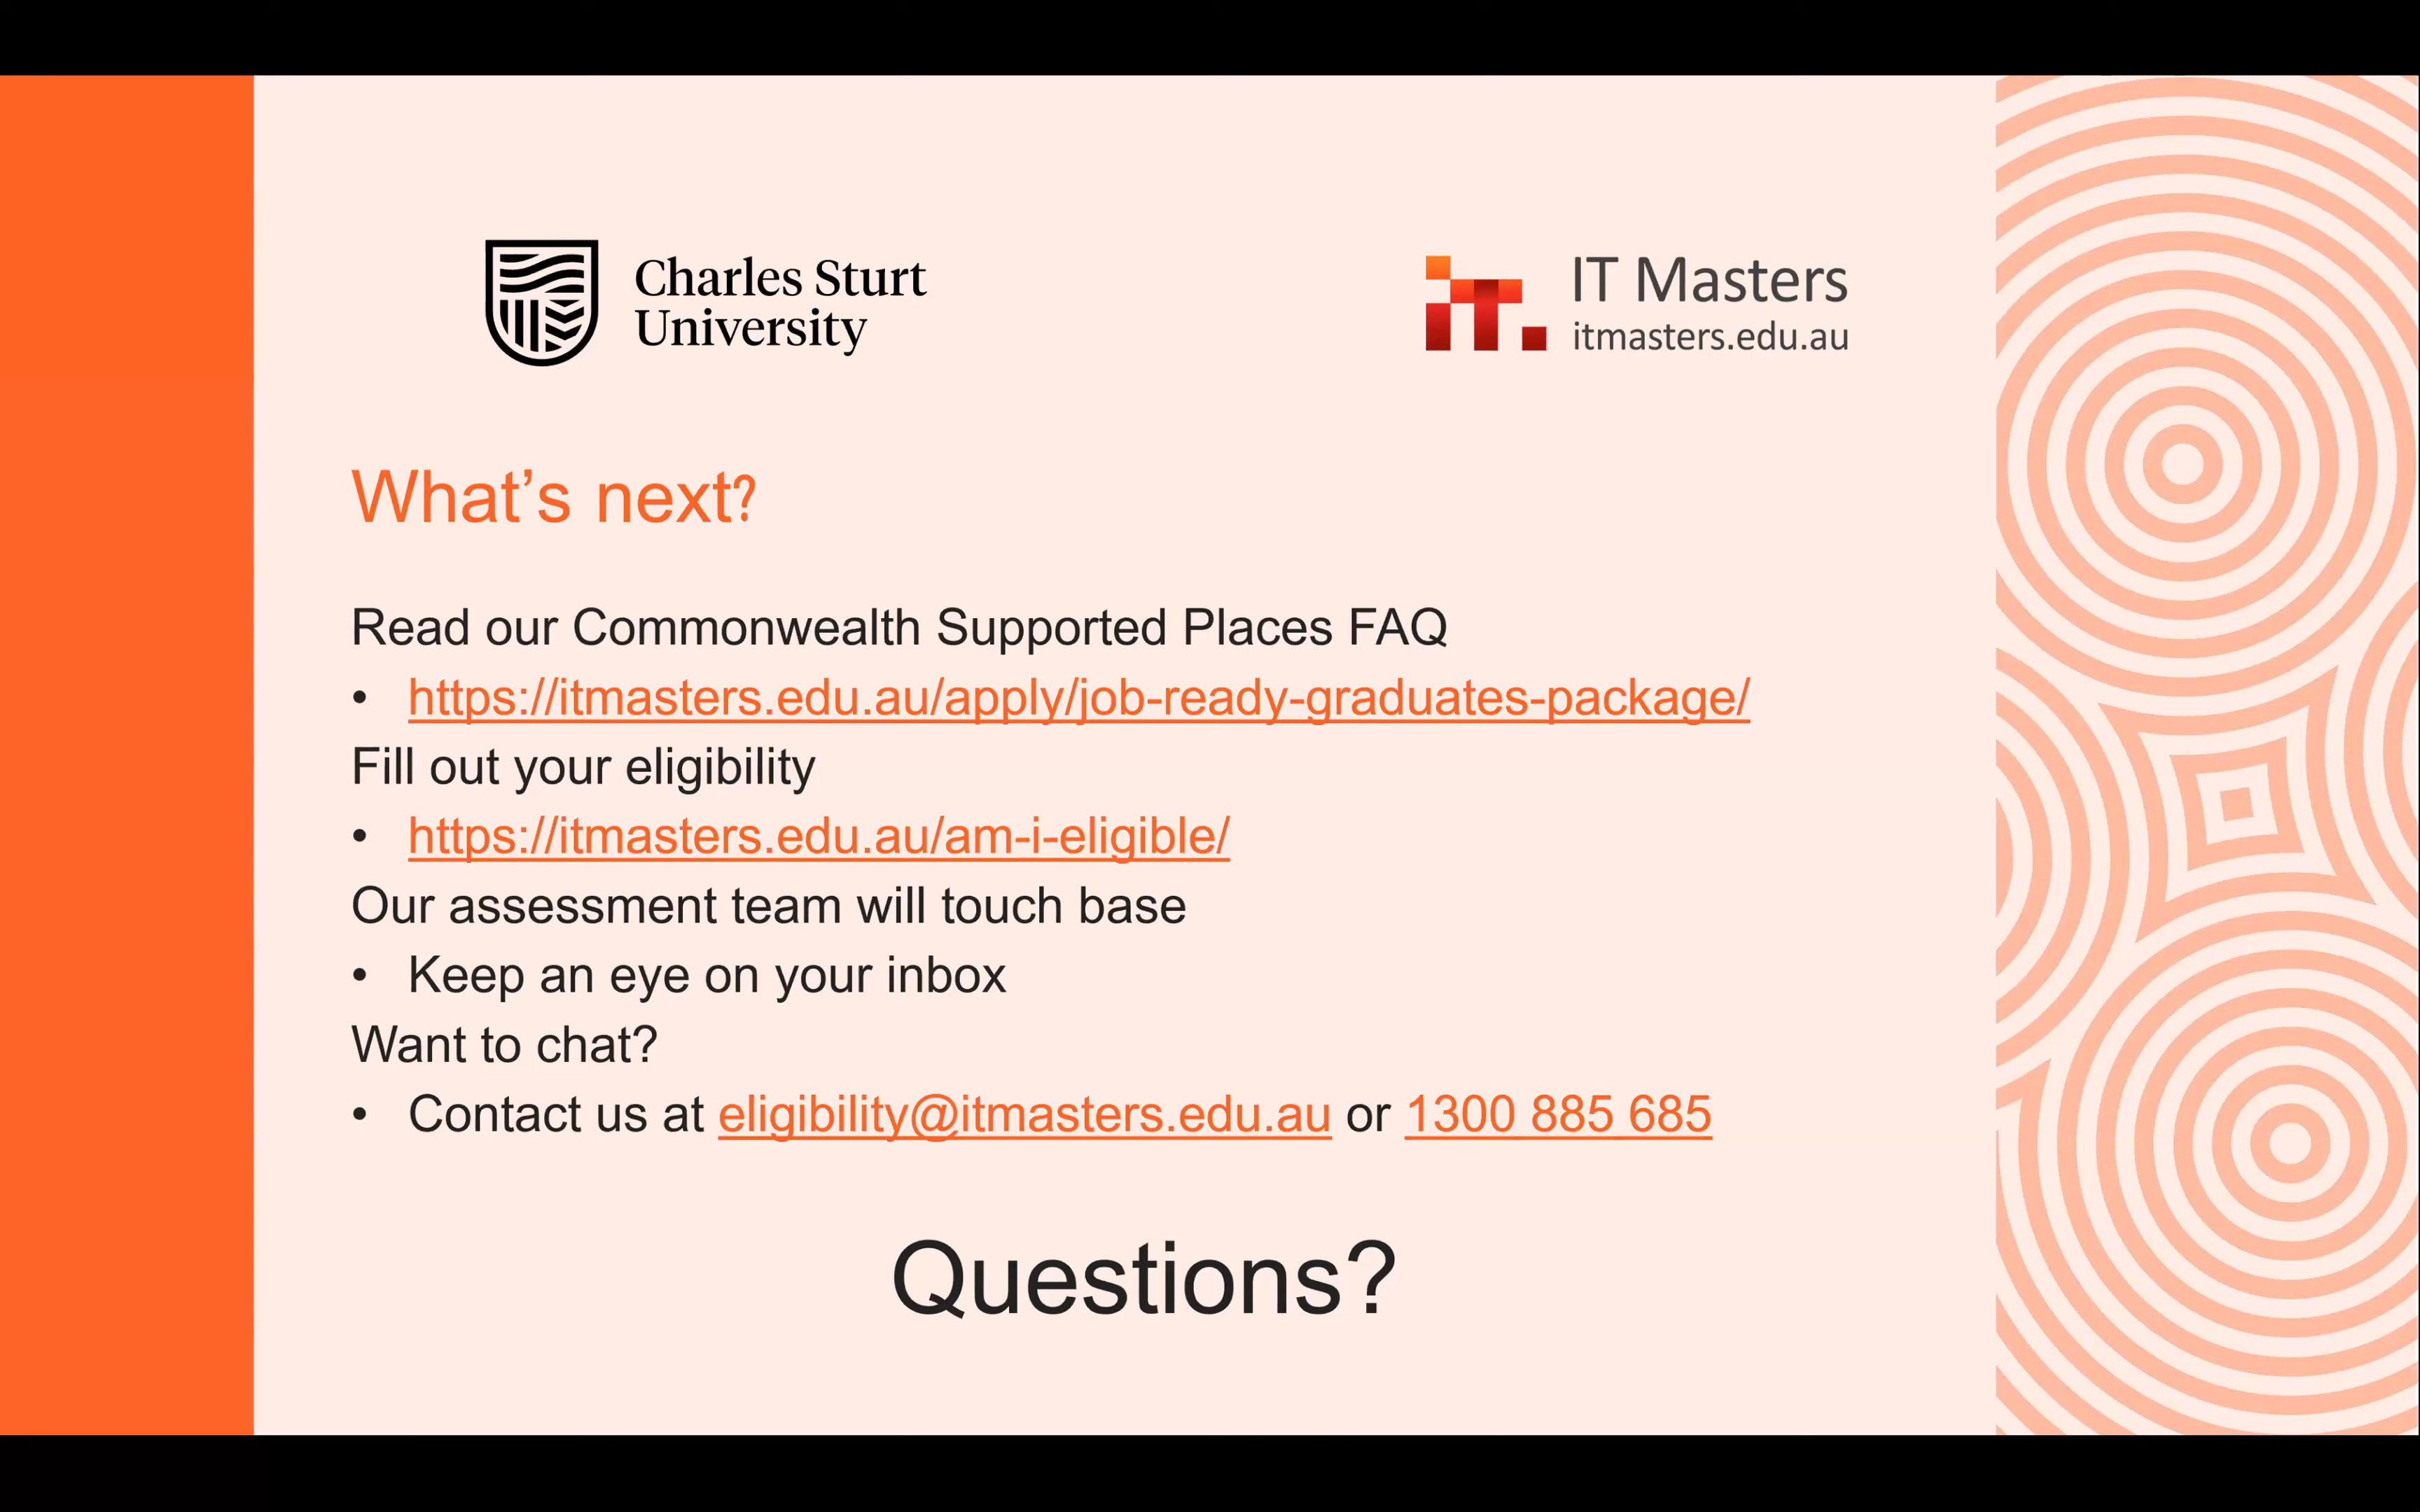 Charles Sturt
University
IT Masters
itmasters.edu.au
What’s next?
Read our Commonwealth Supported Places FAQ
• https://itmasters.edu.au/apply/job-ready-graduates-package/
Fill out your eligibility
• https://itmasters.edu.au/am-i-eligible/
Our assessment team will touch base
• Keep an eye on your inbox
Want to chat?
• Contact us at eligibility@itmasters.edu.au or 1300 885 685
Questions?